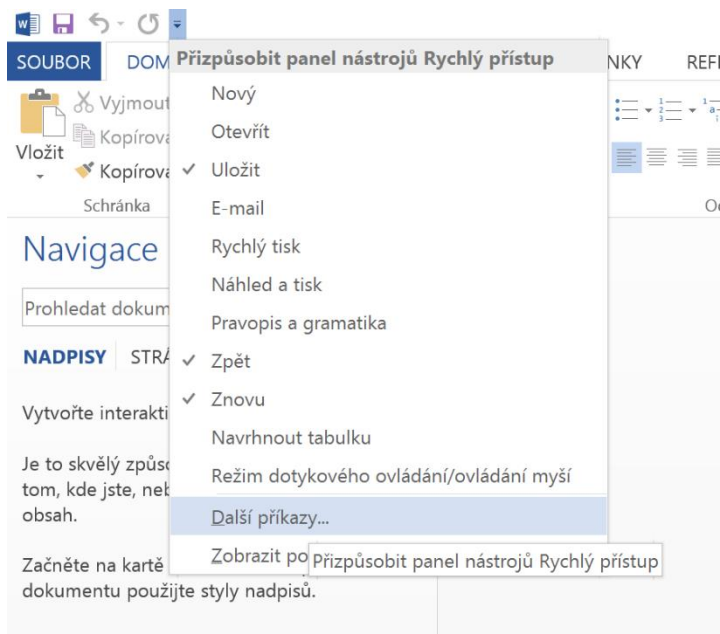 SOUBOR DOM NKY REF
Přizpůsobit panel nástrojů Rychlý přístup
Nový
Otevřít
Uložit
E-mail
Rychlý tisk
Náhled a tisk
Pravopis a gramatika
Zpět
Znovu
Navrhnout tabulku
Režim dotykového ovládání/ovládání myší
Další příkazy...
Zobrazit po
Přizpůsobit panel nástrojů Rychlý přístup
Vložit
Vyjmout
Kopírova
Kopírova
Schránka
Navigace
Prohledat dokum
NADPISY STRÁ
Vytvořte interakti
Je to skvělý způso
tom, kde jste, neb
obsah.
Začněte na kartě
dokumentu použijte styly nadpisů.